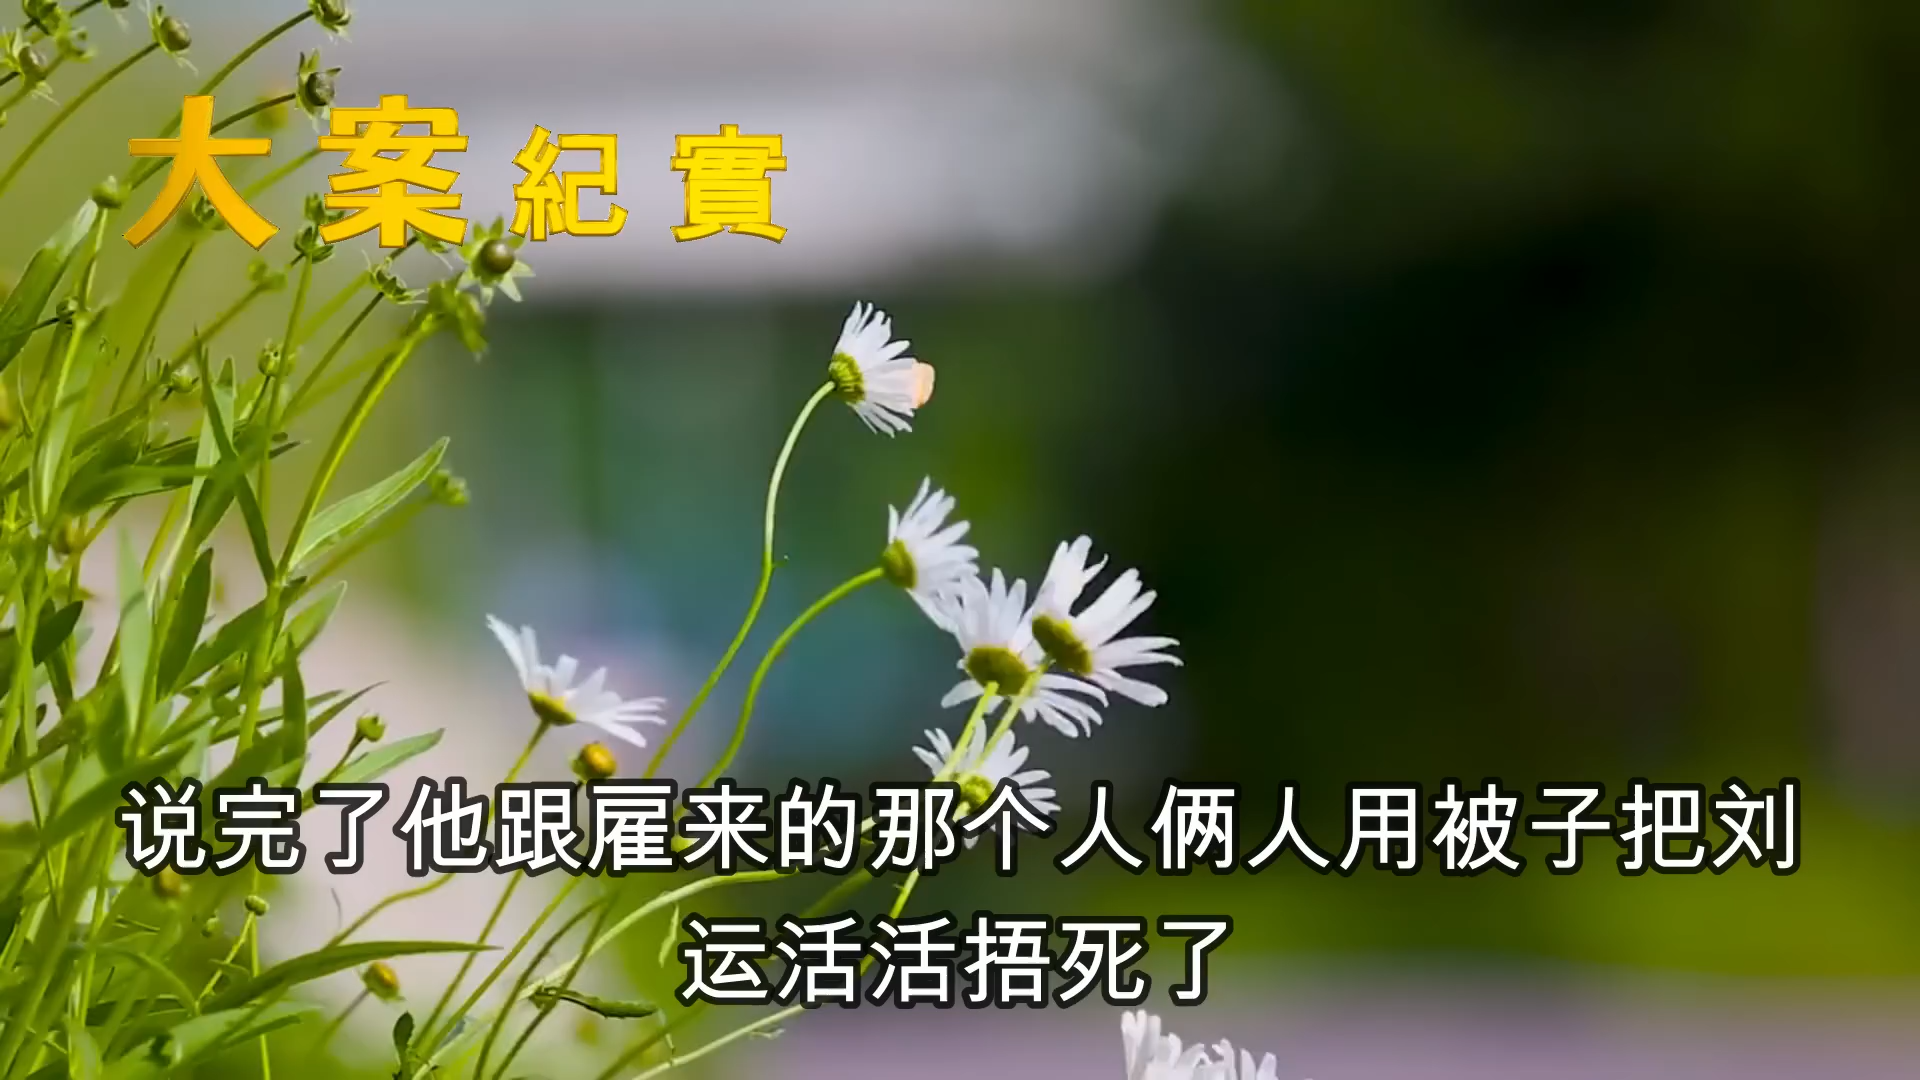 大案紀實
说完了他跟雇来的那个人俩人用被子把刘
运活活捂死了